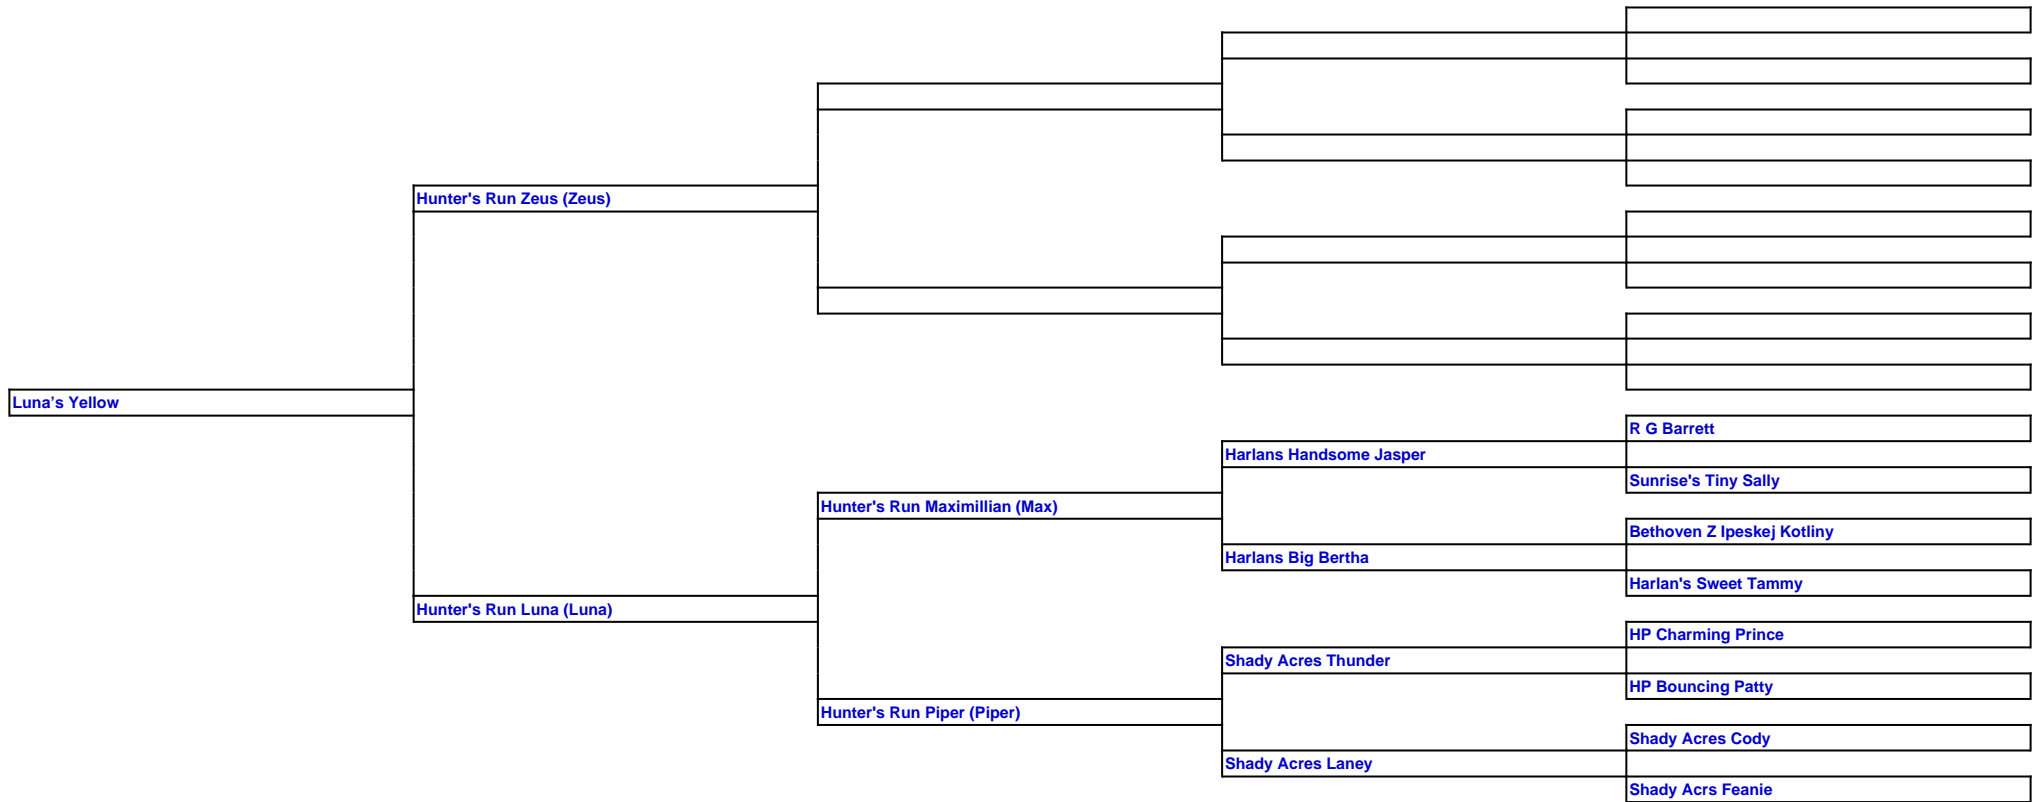 Hunter's Run Zeus (Zeus)
Luna’s Yellow
R G Barrett
Harlans Handsome Jasper
Sunrise's Tiny Sally
Hunter's Run Maximillian (Max)
Bethoven Z Ipeskej Kotliny
Harlans Big Bertha
Harlan's Sweet Tammy
Hunter's Run Luna (Luna)
HP Charming Prince
Shady Acres Thunder
HP Bouncing Patty
Hunter's Run Piper (Piper)
Shady Acres Cody
Shady Acres Laney
Shady Acrs Feanie